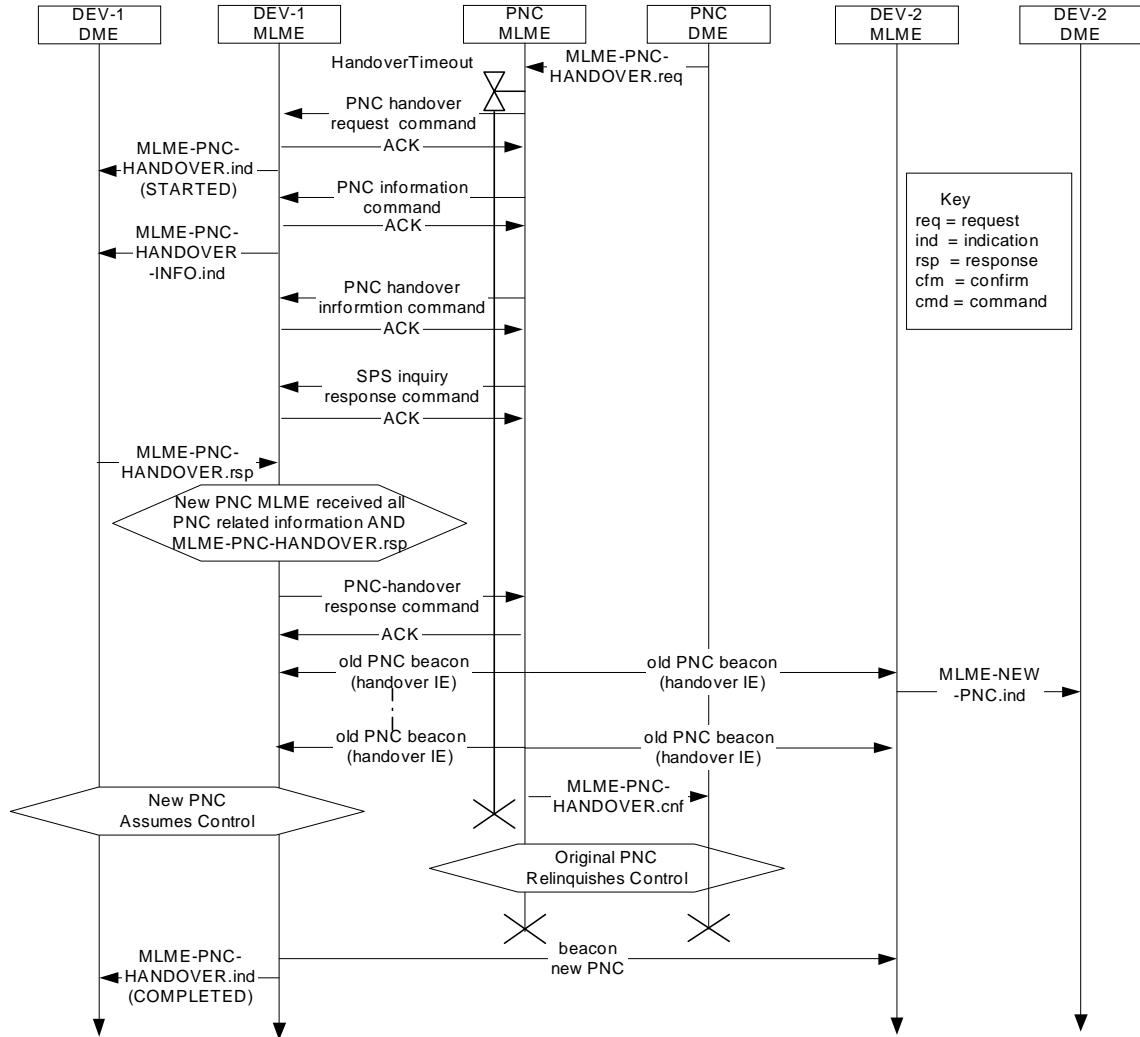 DEV-1
DME
DEV-1
MLME
PNC
MLME
PNC
DME
DEV-2
MLME
DEV-2
DME
HandoverTimeout
MLME-PNC-
HANDOVER.req
PNC handover
request command
ACK
MLME-PNC-
HANDOVER.ind
(STARTED)
PNC information
command
ACK
MLME-PNC-
HANDOVER
-INFO.ind
Key
req = request
ind = indication
rsp = response
cfm = confirm
cmd = command
PNC handover
inrformtion command
ACK
SPS inquiry
response command
ACK
MLME-PNC-
HANDOVER.rsp
New PNC MLME received all
PNC related information AND
MLME-PNC-HANDOVER.rsp
PNC-handover
response command
ACK
old PNC beacon
(handover IE)
old PNC beacon
(handover IE)
MLME-NEW
-PNC.ind
old PNC beacon
(handover IE)
old PNC beacon
(handover IE)
MLME-PNC-
HANDOVER.cnf
New PNC
Assumes Control
Original PNC
Relinquishes Control
beacon
new PNC
MLME-PNC-
HANDOVER.ind
(COMPLETED)